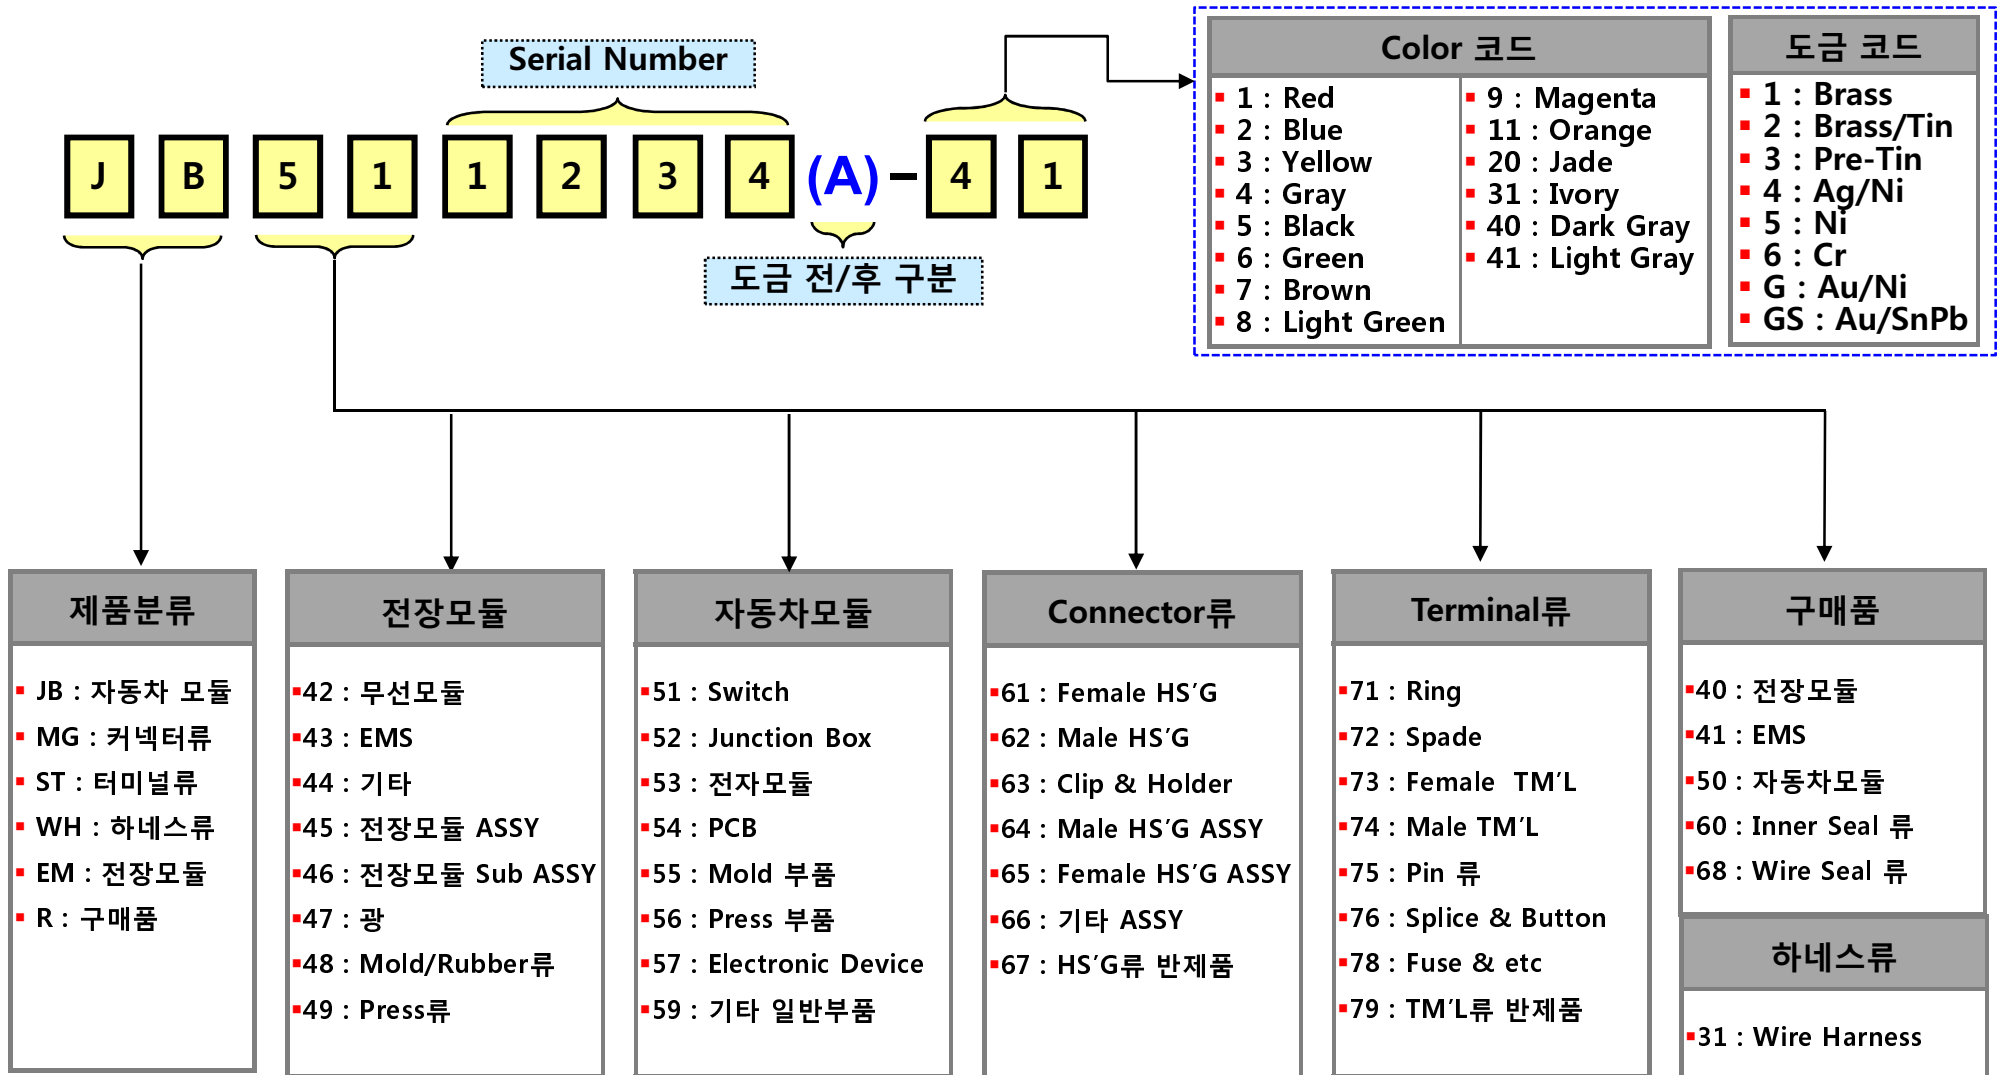 Serial Number
J B 5 1 1 2 3 4 (A) - 4 1
도금 전/후 구분
Color 코드
1 : Red
2 : Blue
3 : Yellow
4 : Gray
5 : Black
6 : Green
7 : Brown
8 : Light Green
9 : Magenta
11 : Orange
20 : Jade
31 : Ivory
40 : Dark Gray
41 : Light Gray
도금 코드
1 : Brass
2 : Brass/Tin
3 : Pre-Tin
4 : Ag/Ni
5 : Ni
6 : Cr
G : Au/Ni
GS : Au/SnPb
제품분류
JB : 자동차 모듈
MG : 커넥터류
ST : 터미널류
WH : 하네스류
EM : 전장모듈
R : 구매품
전장모듈
42 : 무선모듈
43 : EMS
44 : 기타
45 : 전장모듈 ASSY
46 : 전장모듈 Sub ASSY
47 : 광
48 : Mold/Rubber류
49 : Press류
자동차모듈
51 : Switch
52 : Junction Box
53 : 전자모듈
54 : PCB
55 : Mold 부품
56 : Press 부품
57 : Electronic Device
59 : 기타 일반부품
Connector류
61 : Female HS'G
62 : Male HS'G
63 : Clip & Holder
64 : Male HS'G ASSY
65 : Female HS'G ASSY
66 : 기타 ASSY
67 : HS'G류 반제품
Terminal류
71 : Ring
72 : Spade
73 : Female TM'L
74 : Male TM'L
75 : Pin 류
76 : Splice & Button
78 : Fuse & etc
79 : TM'L류 반제품
구매품
40 : 전장모듈
41 : EMS
50 : 자동차모듈
60 : Inner Seal 류
68 : Wire Seal 류
하네스류
31 : Wire Harness